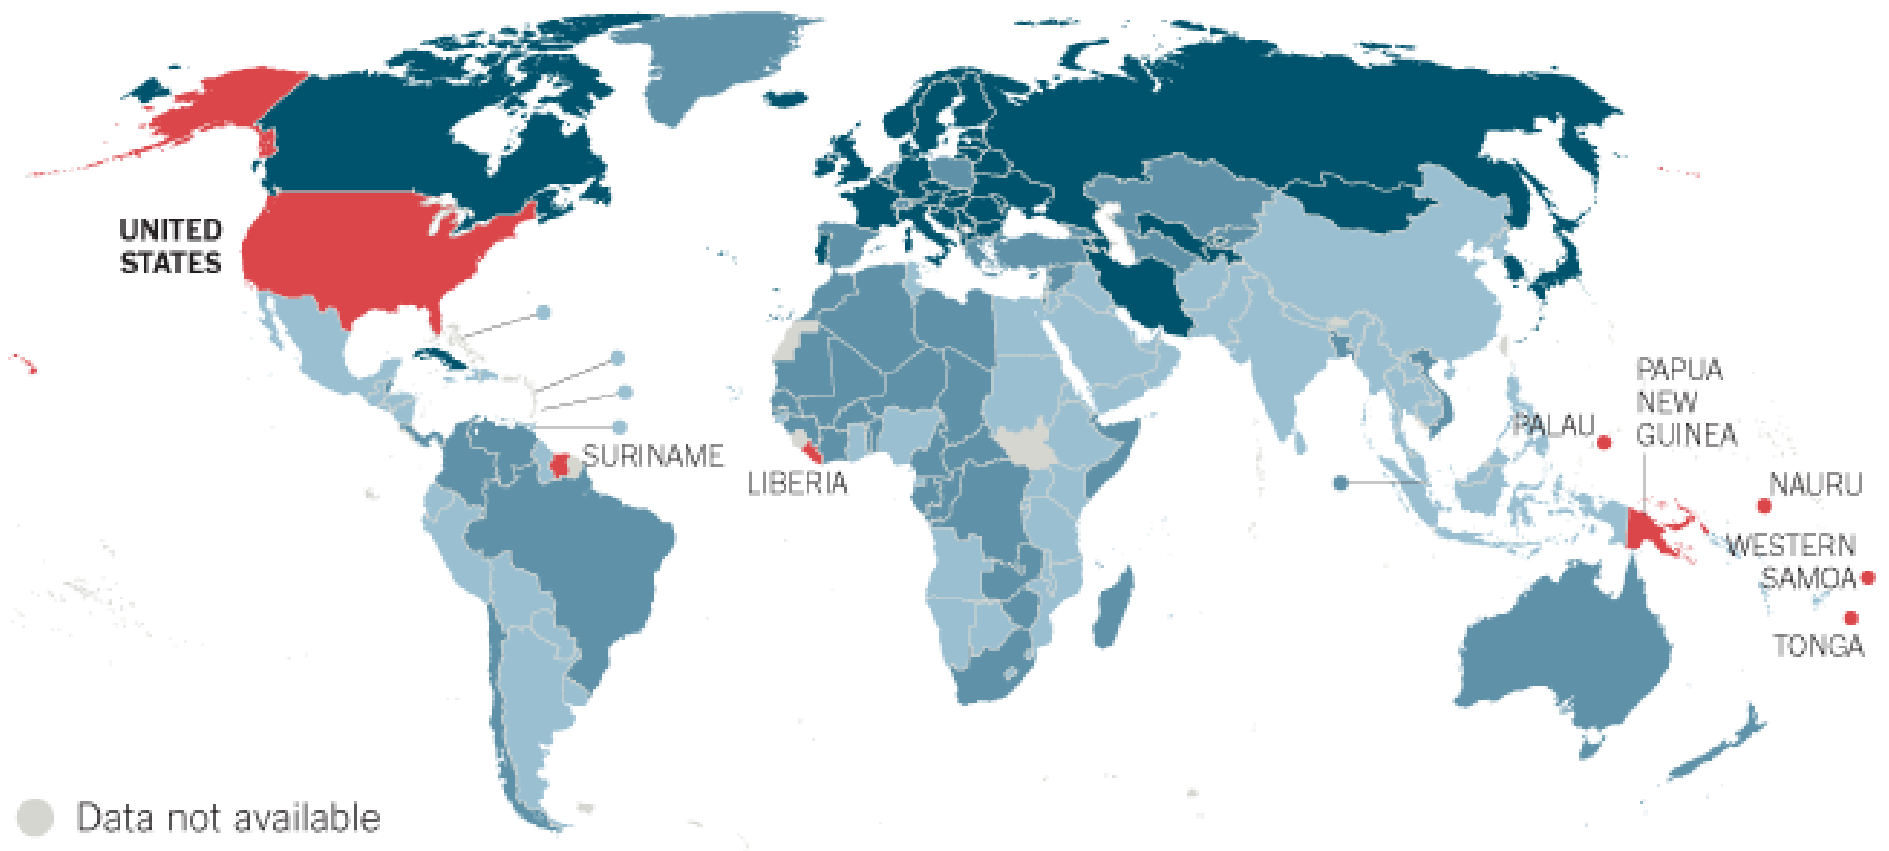 UNITED
STATES
SURINAME
LIBERIA
PALAU
PAPUA
NEW
GUINEA
NAURU
WESTERN
SAMOA
TONGA
Data not available